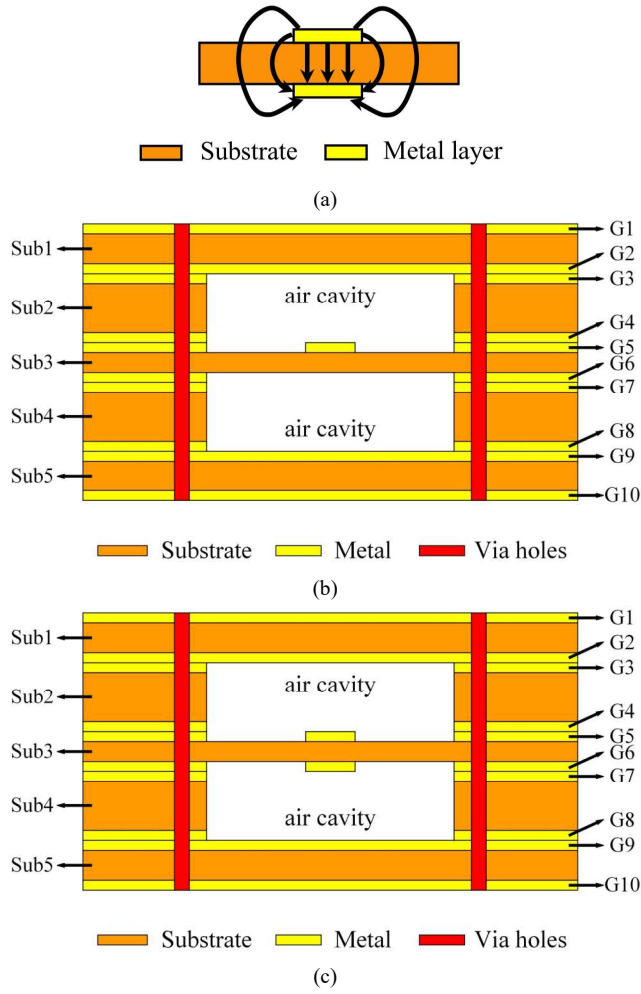 Substrate Metal layer
(a)
G1
Sub1 G2
G3
air cavity
Sub2
G4
G5
Sub3 G6
G7
Sub4
G8
air cavity
G9
Sub5
G10
Substrate Metal Via holes
(b)
G1
Sub1 G2
G3
air cavity
Sub2
G4
G5
Sub3 G6
G7
Sub4
air cavity G8
G9
Sub5
G10
Substrate Metal Via holes
(c)